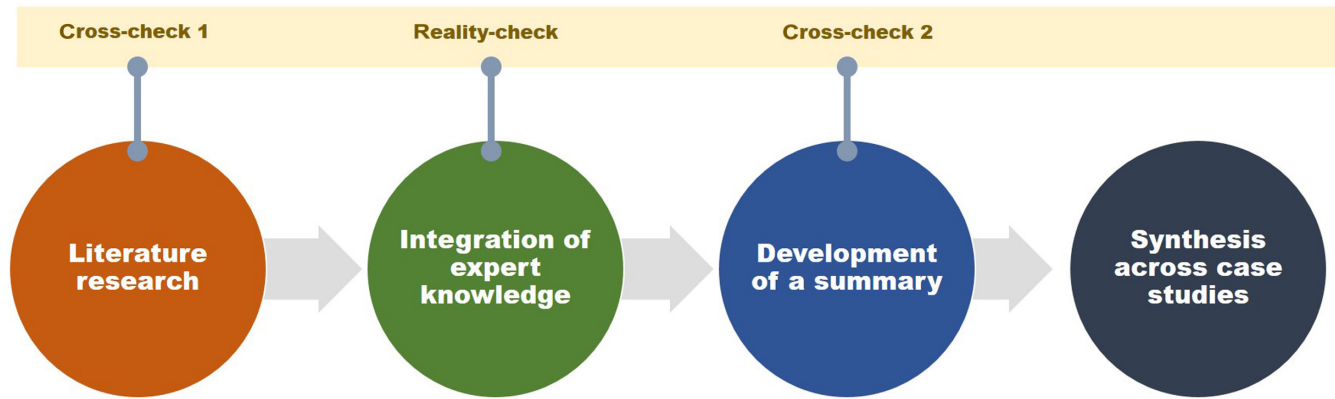 Cross-check 1
Reality-check
Cross-check 2
Literature
research
Integration of
expert
knowledge
Development
of a summary
Synthesis
across case
studies